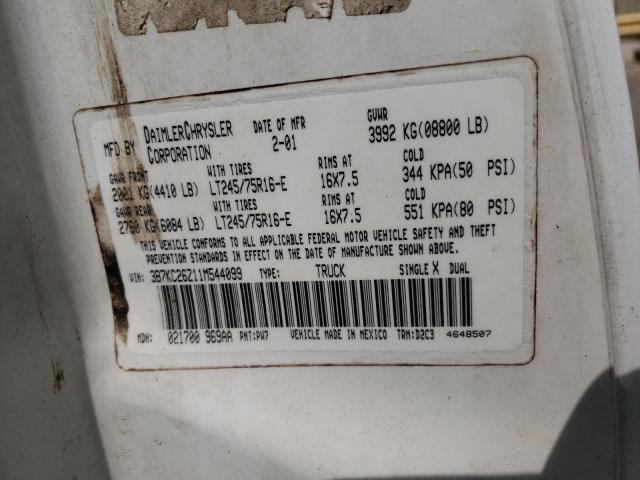 MFD BY DAIMLERCHRYSLER CORPORATION DATE OF MFR 2-01 GVWR 3992 KG(08800 LB)
GAWR FRONT WITH TIRES RIMS AT COLD
2001 KG(4410 LB) LT245/75R16-E 16X7.5 344 KPA(50 PSI)
GAWR REAR WITH TIRES RIMS AT COLD
2760 KG(6084 LB) LT245/75R16-E 16X7.5 551 KPA(80 PSI)
THIS VEHICLE CONFORMS TO ALL APPLICABLE FEDERAL MOTOR VEHICLE SAFETY AND THEFT
PREVENTION STANDARDS IN EFFECT ON THE DATE OF MANUFACTURE SHOWN ABOVE.
VIN: 3B7KC26Z11M544099 TYPE: TRUCK SINGLE X DUAL
MDH: 021700 969AA PNT:PW7 VEHICLE MADE IN MEXICO TRM:D2C3 4648507